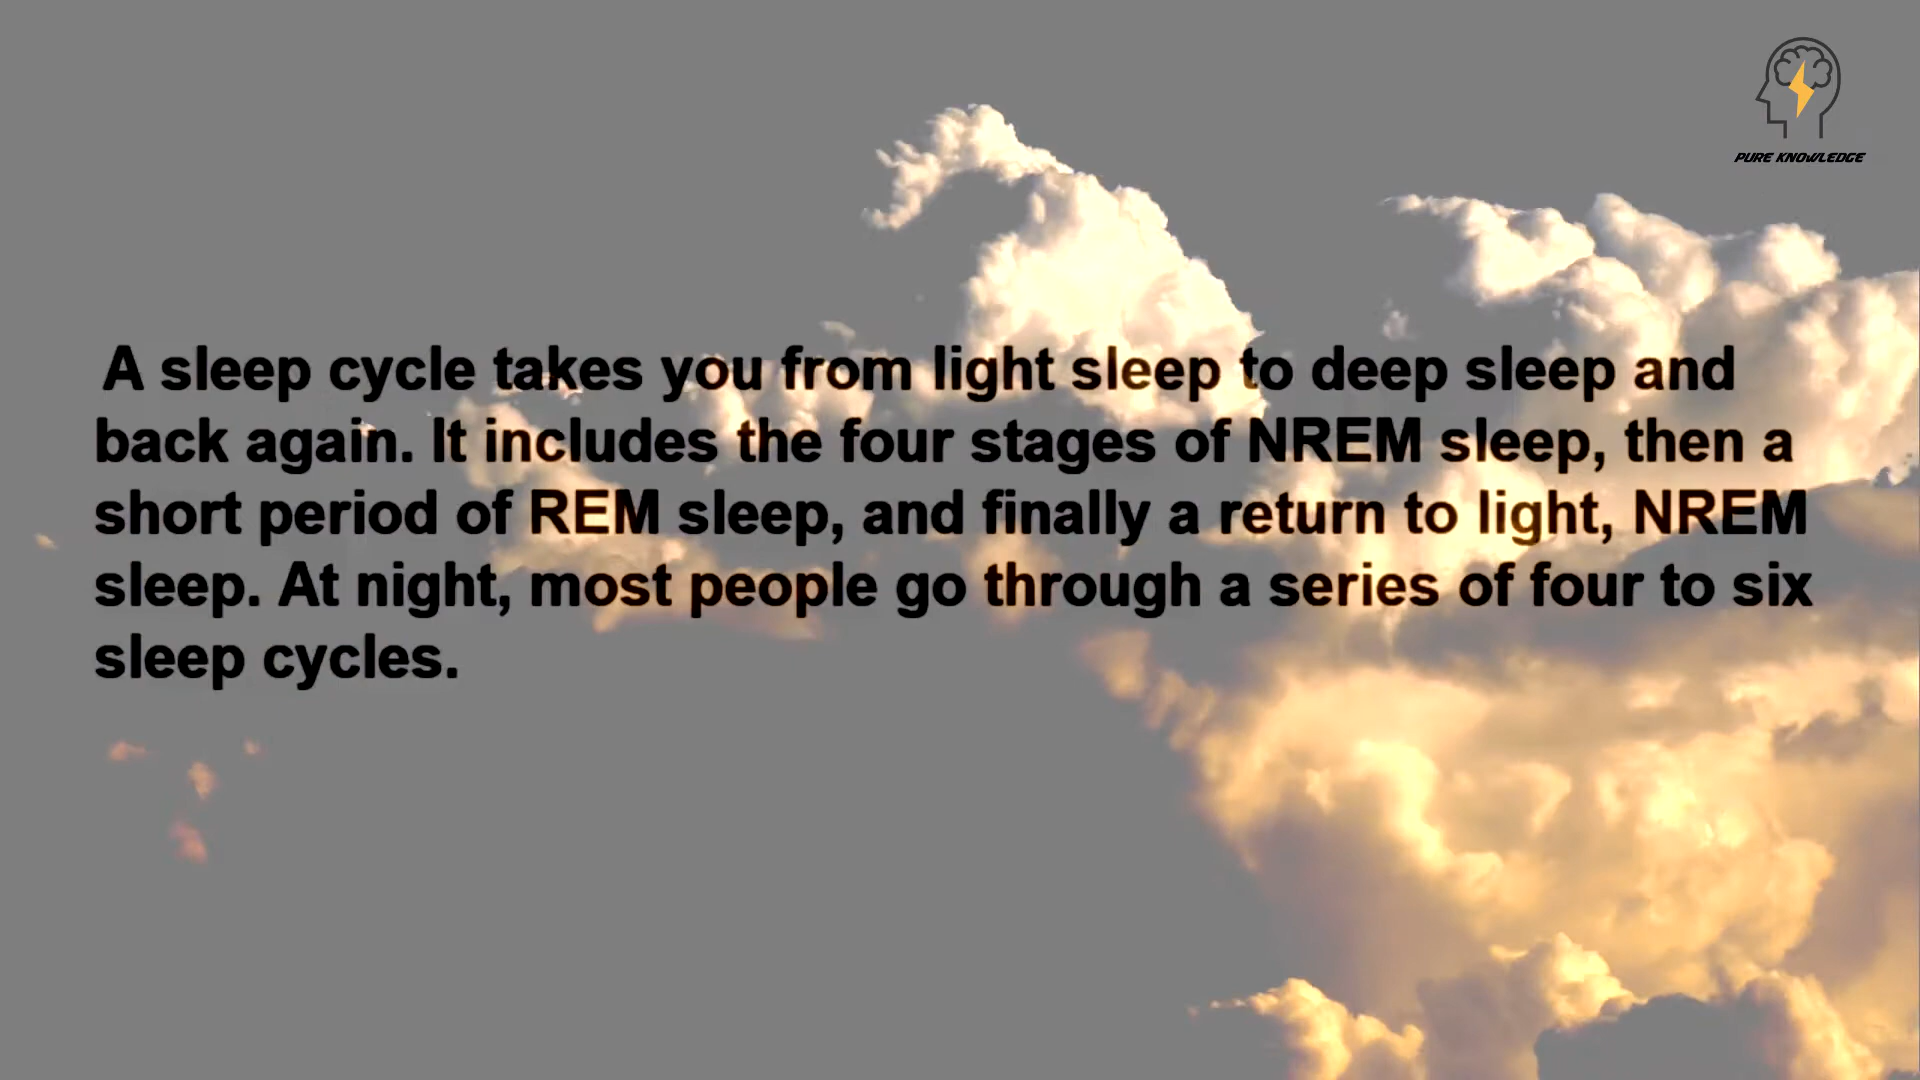 PURE KNOWLEDGE
A sleep cycle takes you from light sleep to deep sleep and
back again. It includes the four stages of NREM sleep, then a
short period of REM sleep, and finally a return to light, NREM
sleep. At night, most people go through a series of four to six
sleep cycles.